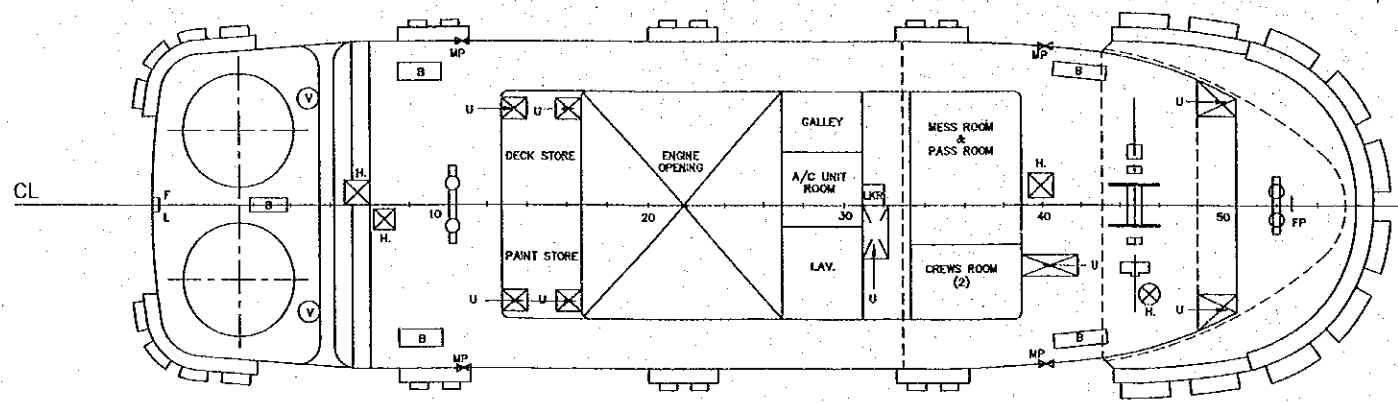 MP
MP
B
B
V
U
U
U
U
GALLEY
MESS ROOM
&
PASS ROOM
DECK STORE
ENGINE
OPENING
A/C UNIT
ROOM
H.
H.
LKR
CL
F
L
B
10
20
30
40
50
FP
H.
PAINT STORE
LAV.
CREWS ROOM
(2)
U
U
U
U
U
V
H.
B
B
MP
MP